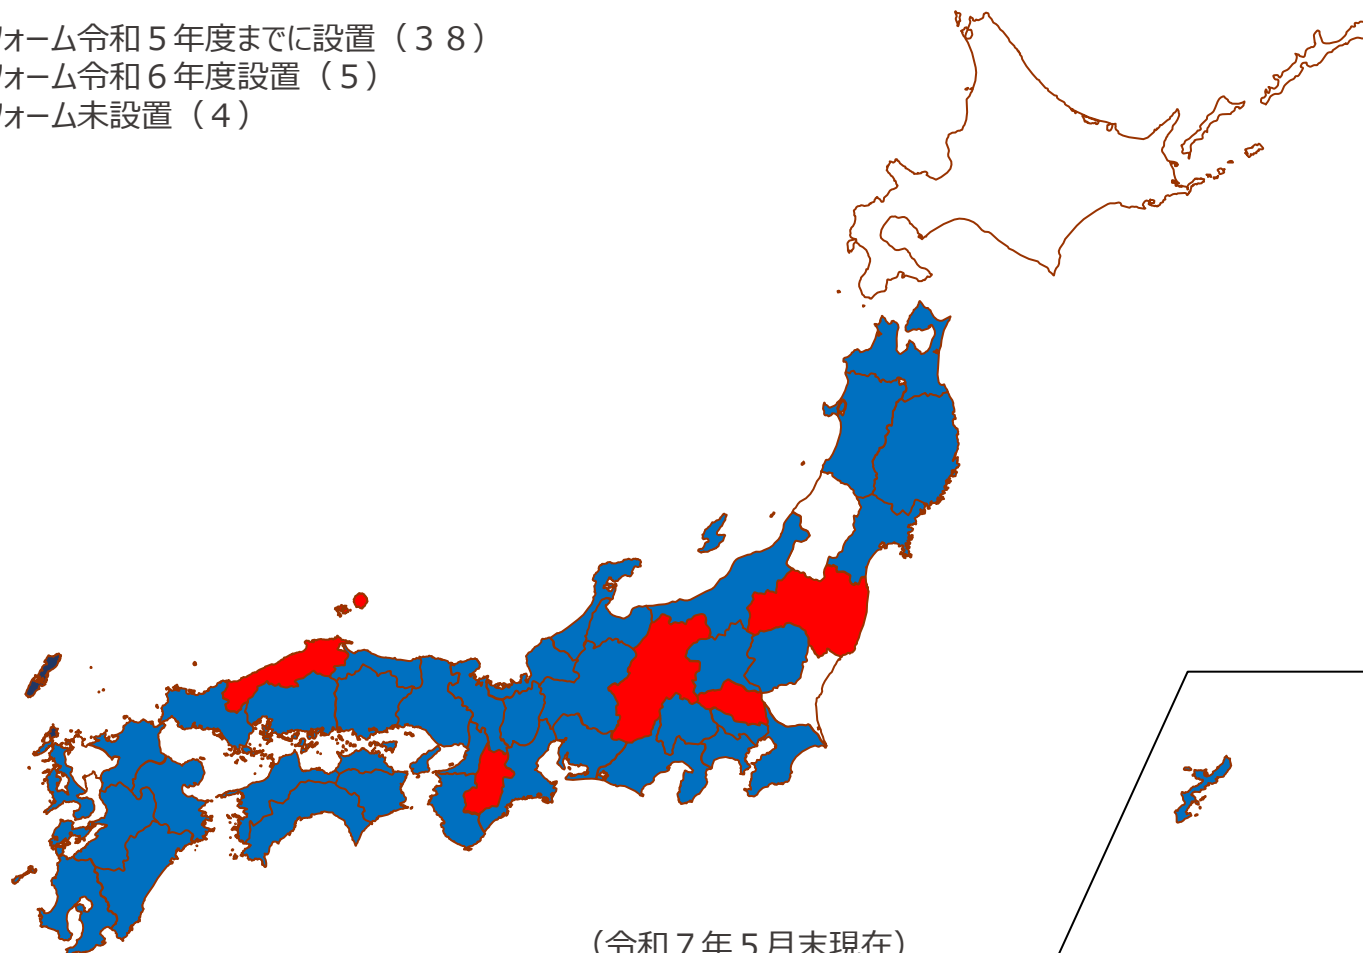 ォーム令和５年度までに設置（３８）
ォーム令和６年度設置（５）
ォーム未設置（４）
（令和７年５月末現在）